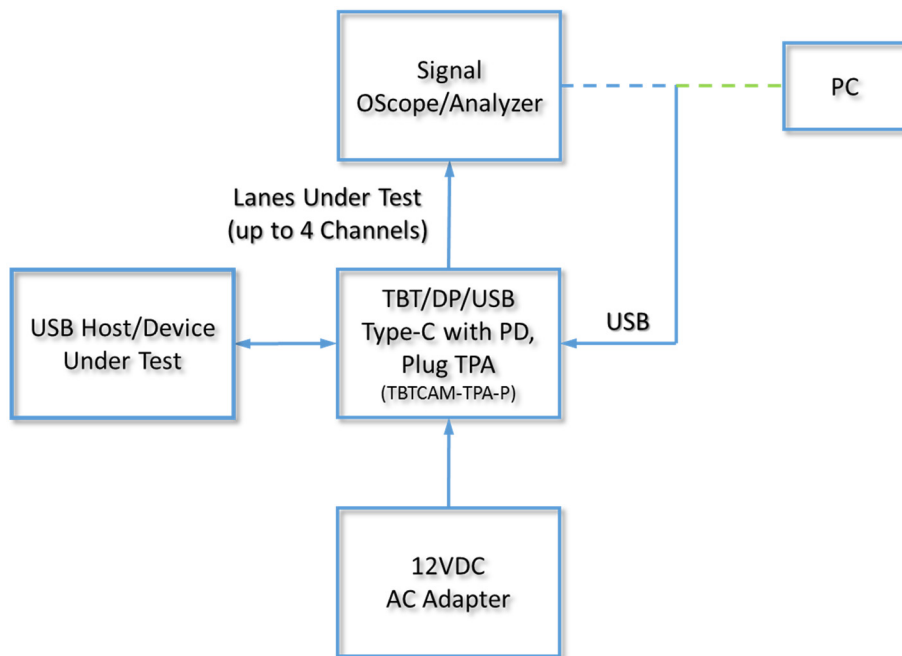 Signal
OScope/Analyzer
PC
Lanes Under Test
(up to 4 Channels)
USB Host/Device
Under Test
TBT/DP/USB
Type-C with PD,
Plug TPA
(TBTCAM-TPA-P)
USB
12VDC
AC Adapter